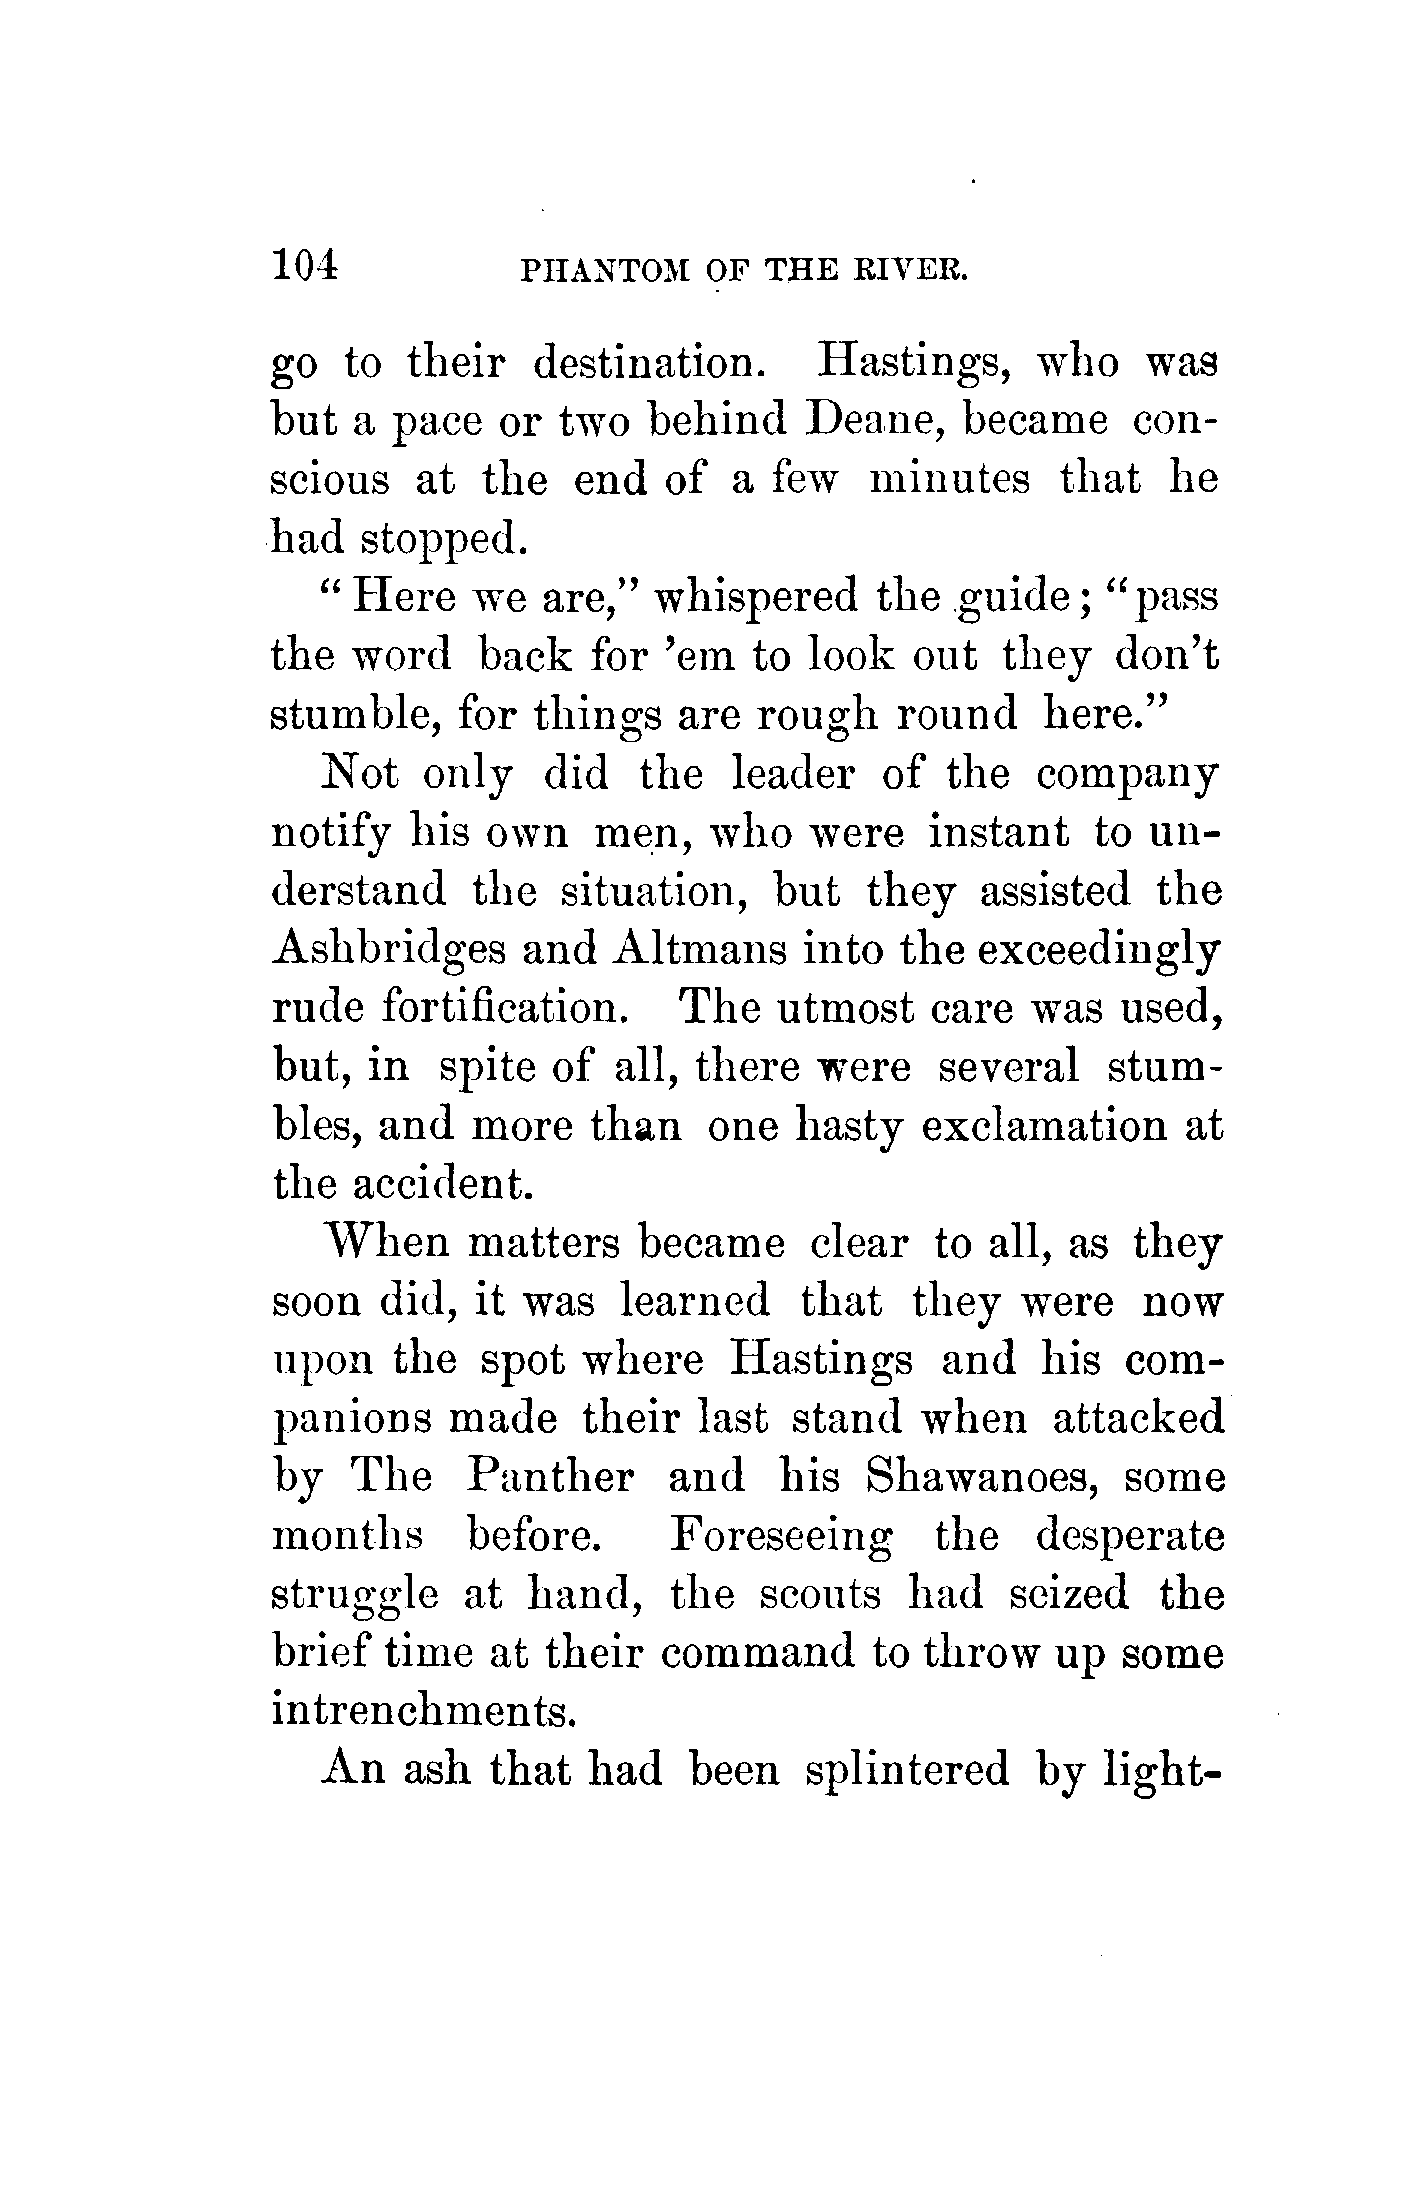 104 PHANTOM OF THE RIVER.
go to their destination. Hastings, who was
but a pace or two behind Deane, became con-
scious at the end of a few minutes that he
had stopped.
“Here we are,” whispered the guide; “pass
the word back for ’em to look out they don’t
stumble, for things are rough round here.”
Not only did the leader of the company
notify his own men, who were instant to un-
derstand the situation, but they assisted the
Ashbridges and Altmans into the exceedingly
rude fortification. The utmost care was used,
but, in spite of all, there were several stum-
bles, and more than one hasty exclamation at
the accident.
When matters became clear to all, as they
soon did, it was learned that they were now
upon the spot where Hastings and his com-
panions made their last stand when attacked
by The Panther and his Shawanoes, some
months before. Foreseeing the desperate
struggle at hand, the scouts had seized the
brief time at their command to throw up some
intrenchments.
An ash that had been splintered by light-